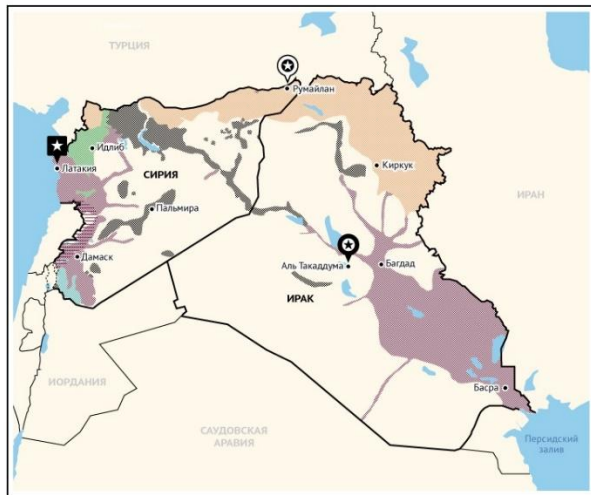 ТУРЦИЯ
Румайлан
Идлиб
Латакия
Киркук
СИРИЯ
ИРАН
Пальмира
Дамаск
Аль Такаддума
Багдад
ИРАК
ИОРДАНИЯ
Басра
САУДОВСКАЯ
АРАВИЯ
Персидский
залив